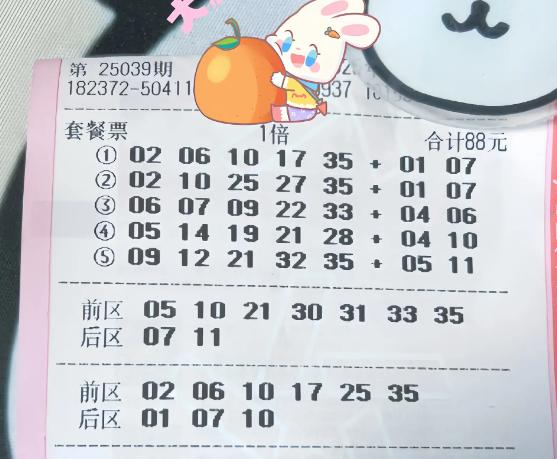 第 25039期
182372-50411
937
套餐票 1倍 合计88元
① 02 06 10 17 35 + 01 07
② 02 10 25 27 35 + 01 07
③ 06 07 09 22 33 + 04 06
④ 05 14 19 21 28 + 04 10
⑤ 09 12 21 32 35 + 05 11
前区 05 10 21 30 31 33 35
后区 07 11
前区 02 06 10 17 25 35
后区 01 07 10